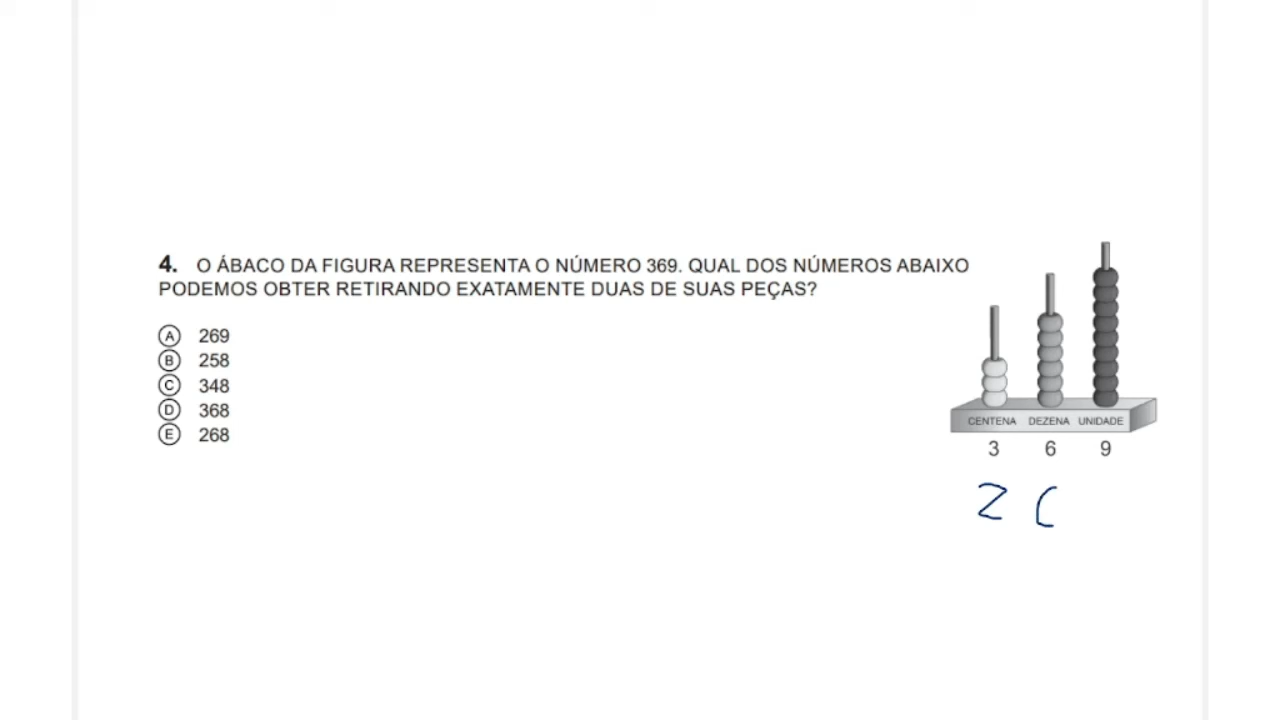 4. O ÁBACO DA FIGURA REPRESENTA O NÚMERO 369. QUAL DOS NÚMEROS ABAIXO
PODEMOS OBTER RETIRANDO EXATAMENTE DUAS DE SUAS PEÇAS?
A 269
B 258
C 348
D 368
E 268
CENTENA DEZENA UNIDADE
3 6 9
2